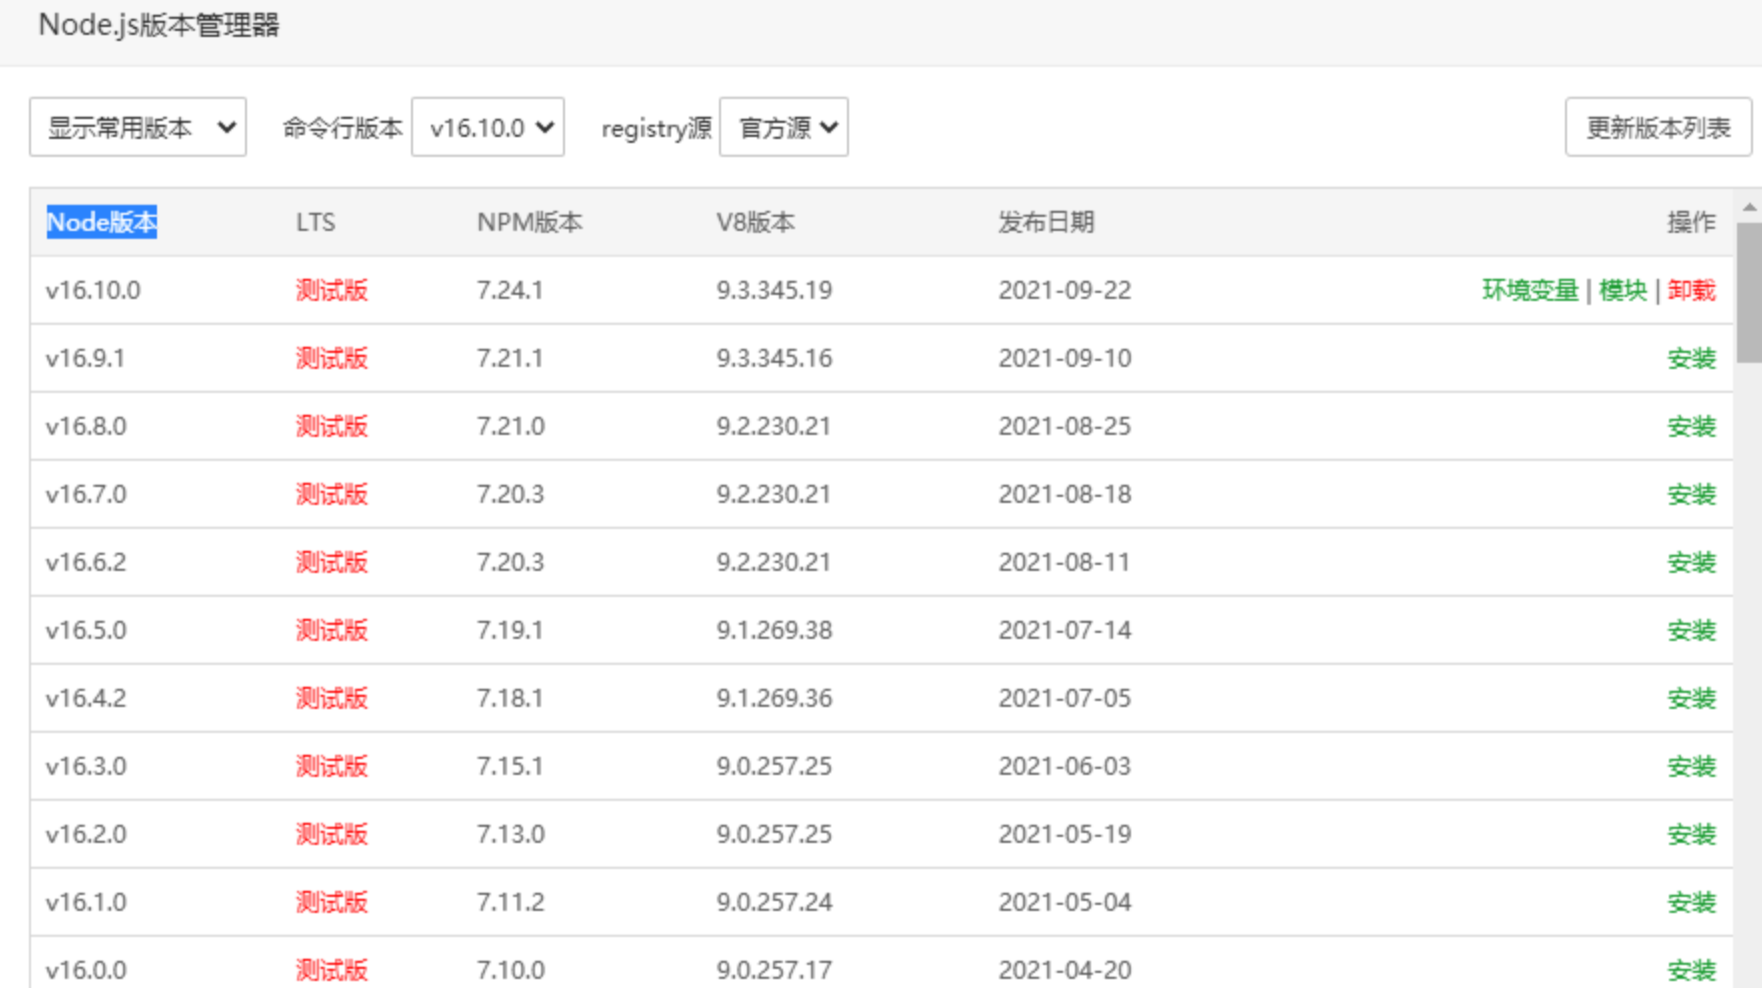 Node.js版本管理器
显示常用版本 命令行版本 v16.10.0 registry源 官方源 更新版本列表
Node版本 LTS NPM版本 V8版本 发布日期 操作
v16.10.0 测试版 7.24.1 9.3.345.19 2021-09-22 环境变量 | 模块 | 卸载
v16.9.1 测试版 7.21.1 9.3.345.16 2021-09-10 安装
v16.8.0 测试版 7.21.0 9.2.230.21 2021-08-25 安装
v16.7.0 测试版 7.20.3 9.2.230.21 2021-08-18 安装
v16.6.2 测试版 7.20.3 9.2.230.21 2021-08-11 安装
v16.5.0 测试版 7.19.1 9.1.269.38 2021-07-14 安装
v16.4.2 测试版 7.18.1 9.1.269.36 2021-07-05 安装
v16.3.0 测试版 7.15.1 9.0.257.25 2021-06-03 安装
v16.2.0 测试版 7.13.0 9.0.257.25 2021-05-19 安装
v16.1.0 测试版 7.11.2 9.0.257.24 2021-05-04 安装
v16.0.0 测试版 7.10.0 9.0.257.17 2021-04-20 安装